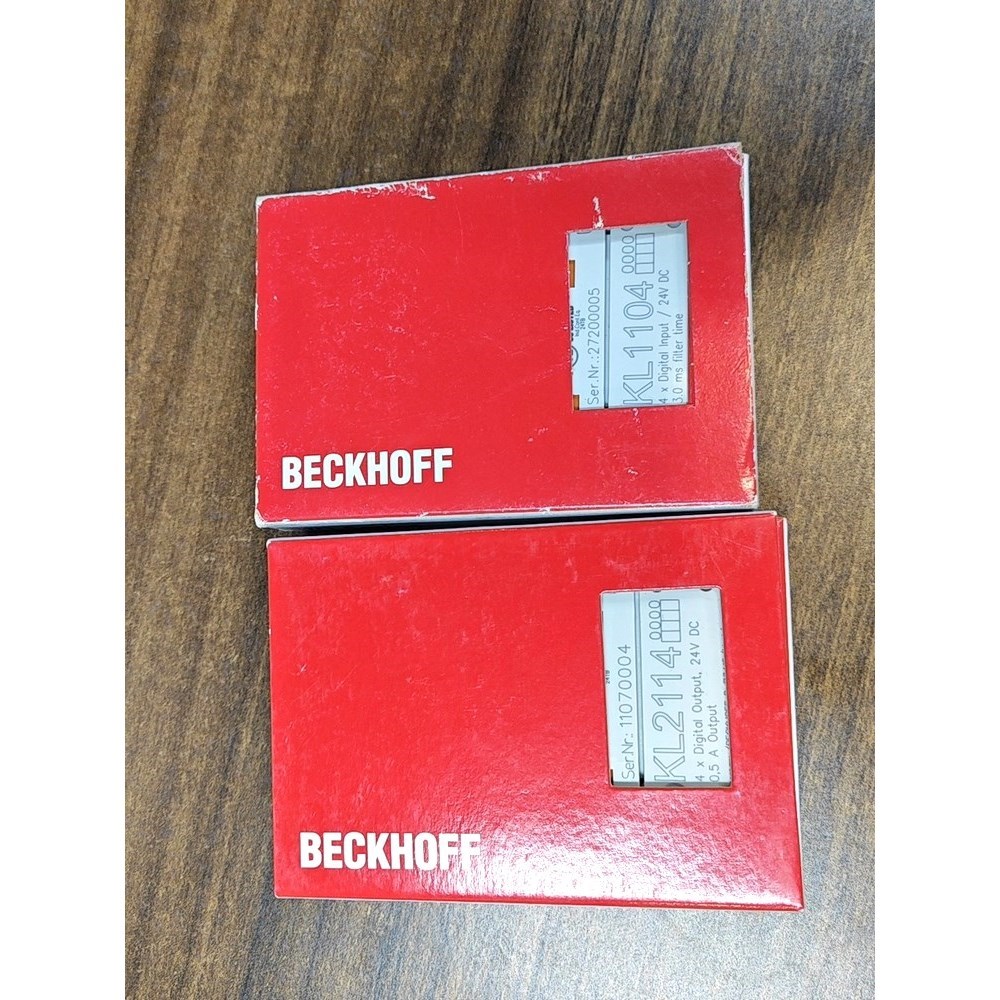 BECKHOFF
Ser.Nr.:27200005
KL1104
4 x Digital Input / 24V DC
3.0 ms filter time
BECKHOFF
Ser.Nr: 11070004
KL2114
4 x Digital Output, 24V DC
0,5 A Output